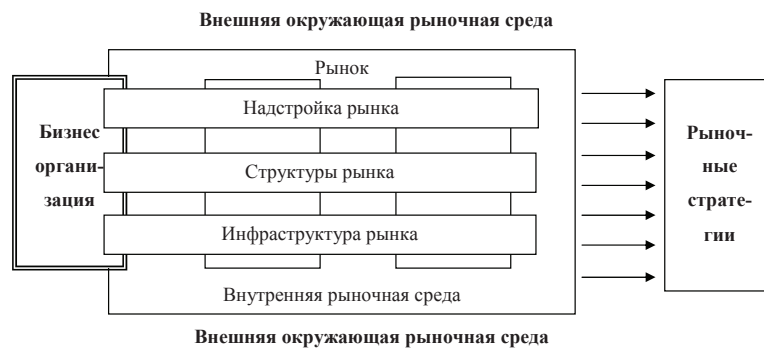 Внешняя окружающая рыночная среда
Рынок
Надстройка рынка
Бизнес
органи-
зация
Структуры рынка
Инфраструктура рынка
Внутренняя рыночная среда
Рыноч-
ные
страте-
гии
Внешняя окружающая рыночная среда